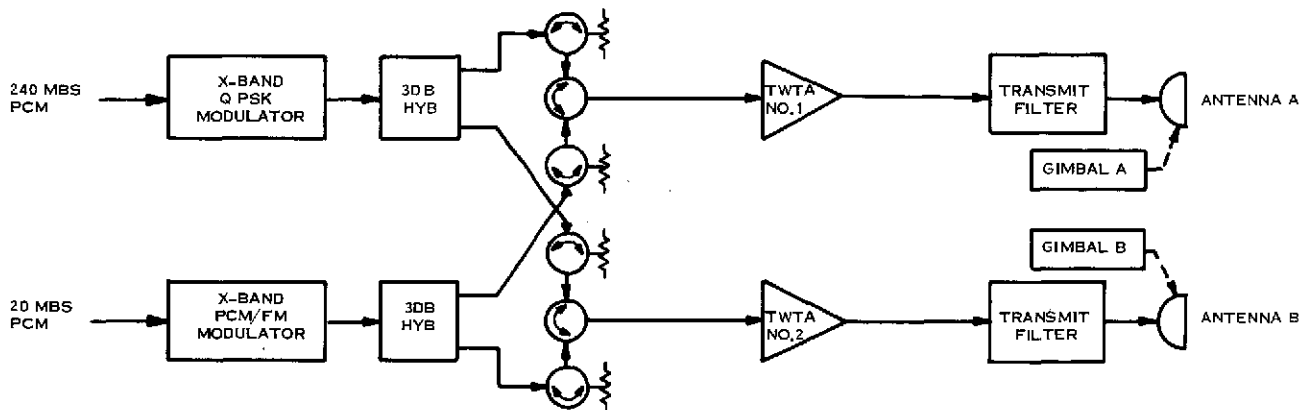 240 MBS
PCM
X-BAND
Q PSK
MODULATOR
3DB
HYB
TWTA
NO.1
TRANSMIT
FILTER
ANTENNA A
GIMBAL A
GIMBAL B
20 MBS
PCM
X-BAND
PCM/FM
MODULATOR
3DB
HYB
TWTA
NO.2
TRANSMIT
FILTER
ANTENNA B